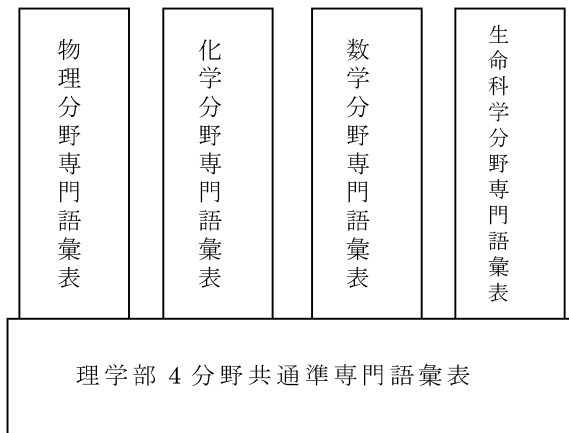 物理分野専門語彙表
化学分野専門語彙表
数学分野専門語彙表
生命科学分野専門語彙表
理学部4分野共通準専門語彙表